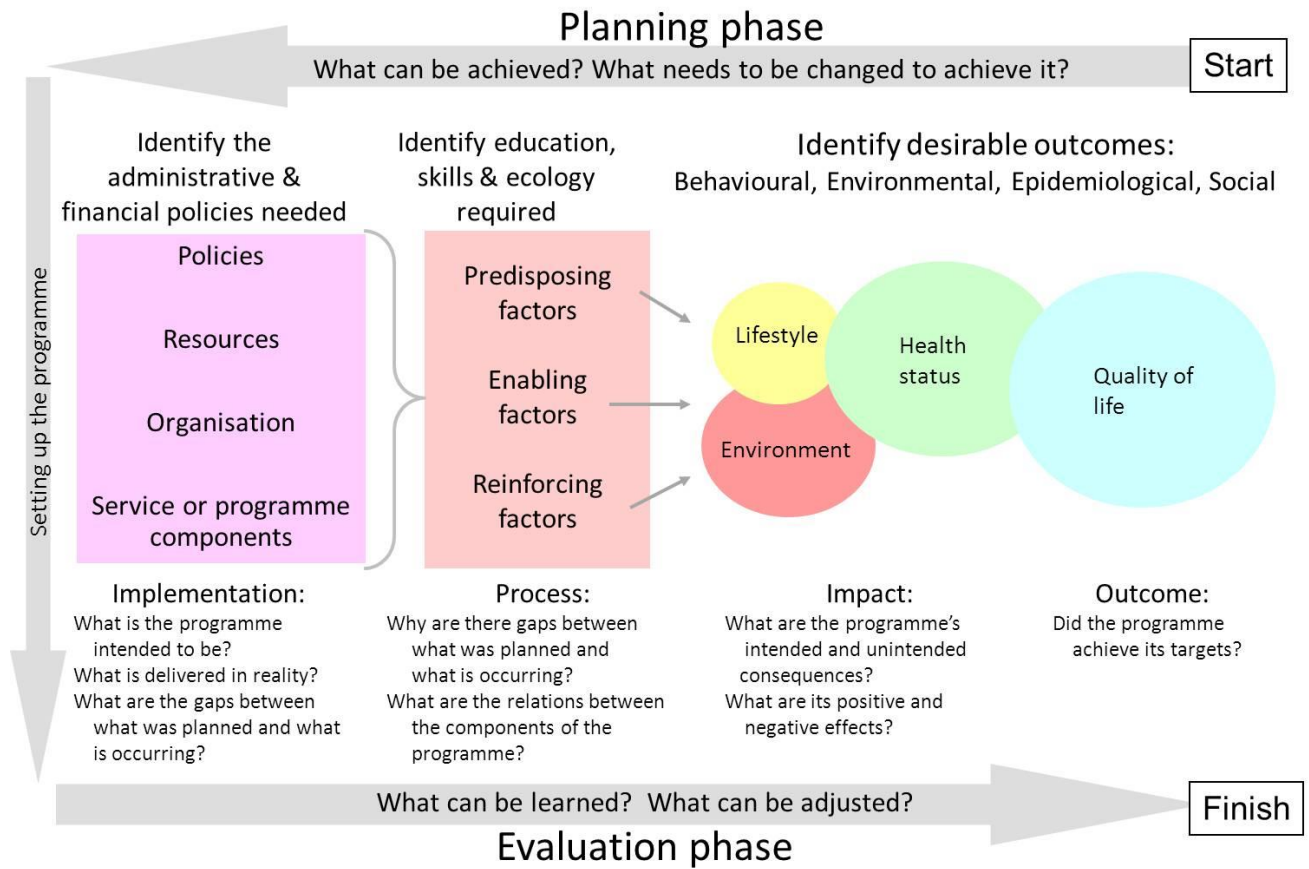 Planning phase
What can be achieved? What needs to be changed to achieve it?
Start
Identify the
administrative &
financial policies needed
Identify education,
skills & ecology
required
Identify desirable outcomes:
Behavioural, Environmental, Epidemiological, Social
Setting up the programme
Policies
Resources
Organisation
Service or programme
components
Predisposing
factors
Enabling
factors
Reinforcing
factors
Lifestyle
Environment
Health
status
Quality of
life
Implementation:
What is the programme
intended to be?
What is delivered in reality?
What are the gaps between
what was planned and what
is occurring?
Process:
Why are there gaps between
what was planned and
what is occurring?
What are the relations between
the components of the
programme?
Impact:
What are the programme’s
intended and unintended
consequences?
What are its positive and
negative effects?
Outcome:
Did the programme
achieve its targets?
What can be learned?  What can be adjusted?
Finish
Evaluation phase